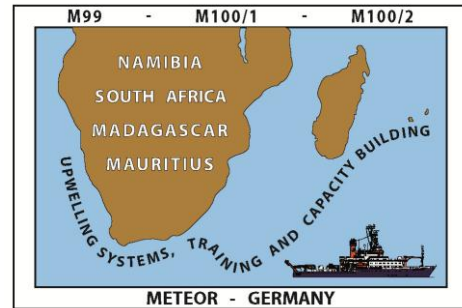 M99 - M100/1 - M100/2
NAMIBIA
SOUTH AFRICA
MADAGASCAR
MAURITIUS
UPWELLING SYSTEMS, TRAINING AND CAPACITY BUILDING
METEOR - GERMANY